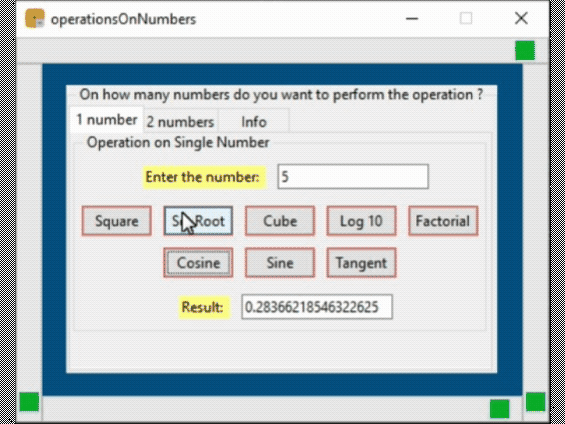 operationsOnNumbers
On how many numbers do you want to perform the operation ?
1 number 2 numbers Info
Operation on Single Number
Enter the number: 5
Square Root Cube Log 10 Factorial
Cosine Sine Tangent
Result: 0.28366218546322625